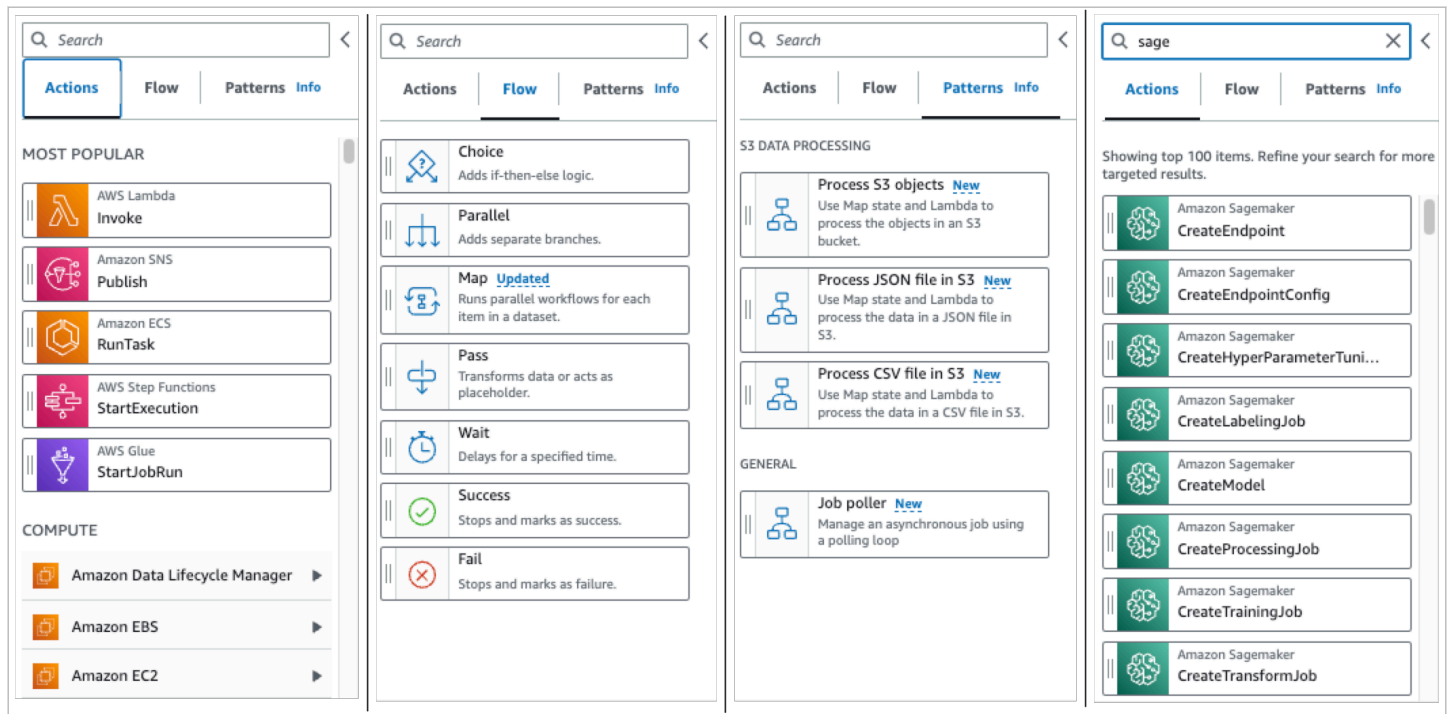 Search
Actions
Flow
Patterns Info
MOST POPULAR
AWS Lambda
Invoke
Amazon SNS
Publish
Amazon ECS
RunTask
AWS Step Functions
StartExecution
AWS Glue
StartJobRun
COMPUTE
Amazon Data Lifecycle Manager
Amazon EBS
Amazon EC2
Search
Actions
Flow
Patterns Info
Choice
Adds if-then-else logic.
Parallel
Adds separate branches.
Map Updated
Runs parallel workflows for each
item in a dataset.
Pass
Transforms data or acts as
placeholder.
Wait
Delays for a specified time.
Success
Stops and marks as success.
Fail
Stops and marks as failure.
Search
Actions
Flow
Patterns Info
S3 DATA PROCESSING
Process S3 objects New
Use Map state and Lambda to
process the objects in an S3
bucket.
Process JSON file in S3 New
Use Map state and Lambda to
process the data in a JSON file in
S3.
Process CSV file in S3 New
Use Map state and Lambda to
process the data in a CSV file in S3.
GENERAL
Job poller New
Manage an asynchronous job using
a polling loop
sage
Actions
Flow
Patterns Info
Showing top 100 items. Refine your search for more
targeted results.
Amazon Sagemaker
CreateEndpoint
Amazon Sagemaker
CreateEndpointConfig
Amazon Sagemaker
CreateHyperParameterTuni...
Amazon Sagemaker
CreateLabelingJob
Amazon Sagemaker
CreateModel
Amazon Sagemaker
CreateProcessingJob
Amazon Sagemaker
CreateTrainingJob
Amazon Sagemaker
CreateTransformJob